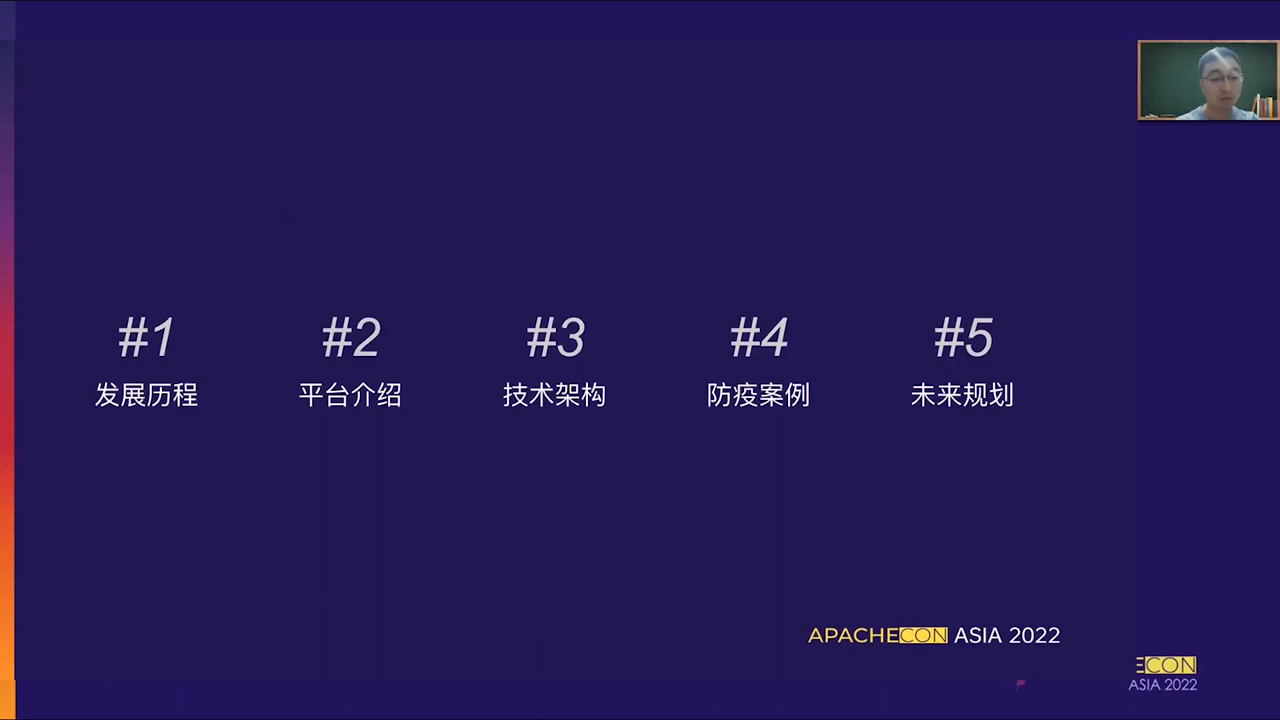 #1 #2 #3 #4 #5
发展历程 平台介绍 技术架构 防疫案例 未来规划
APACHECON ASIA 2022
ECON
ASIA 2022